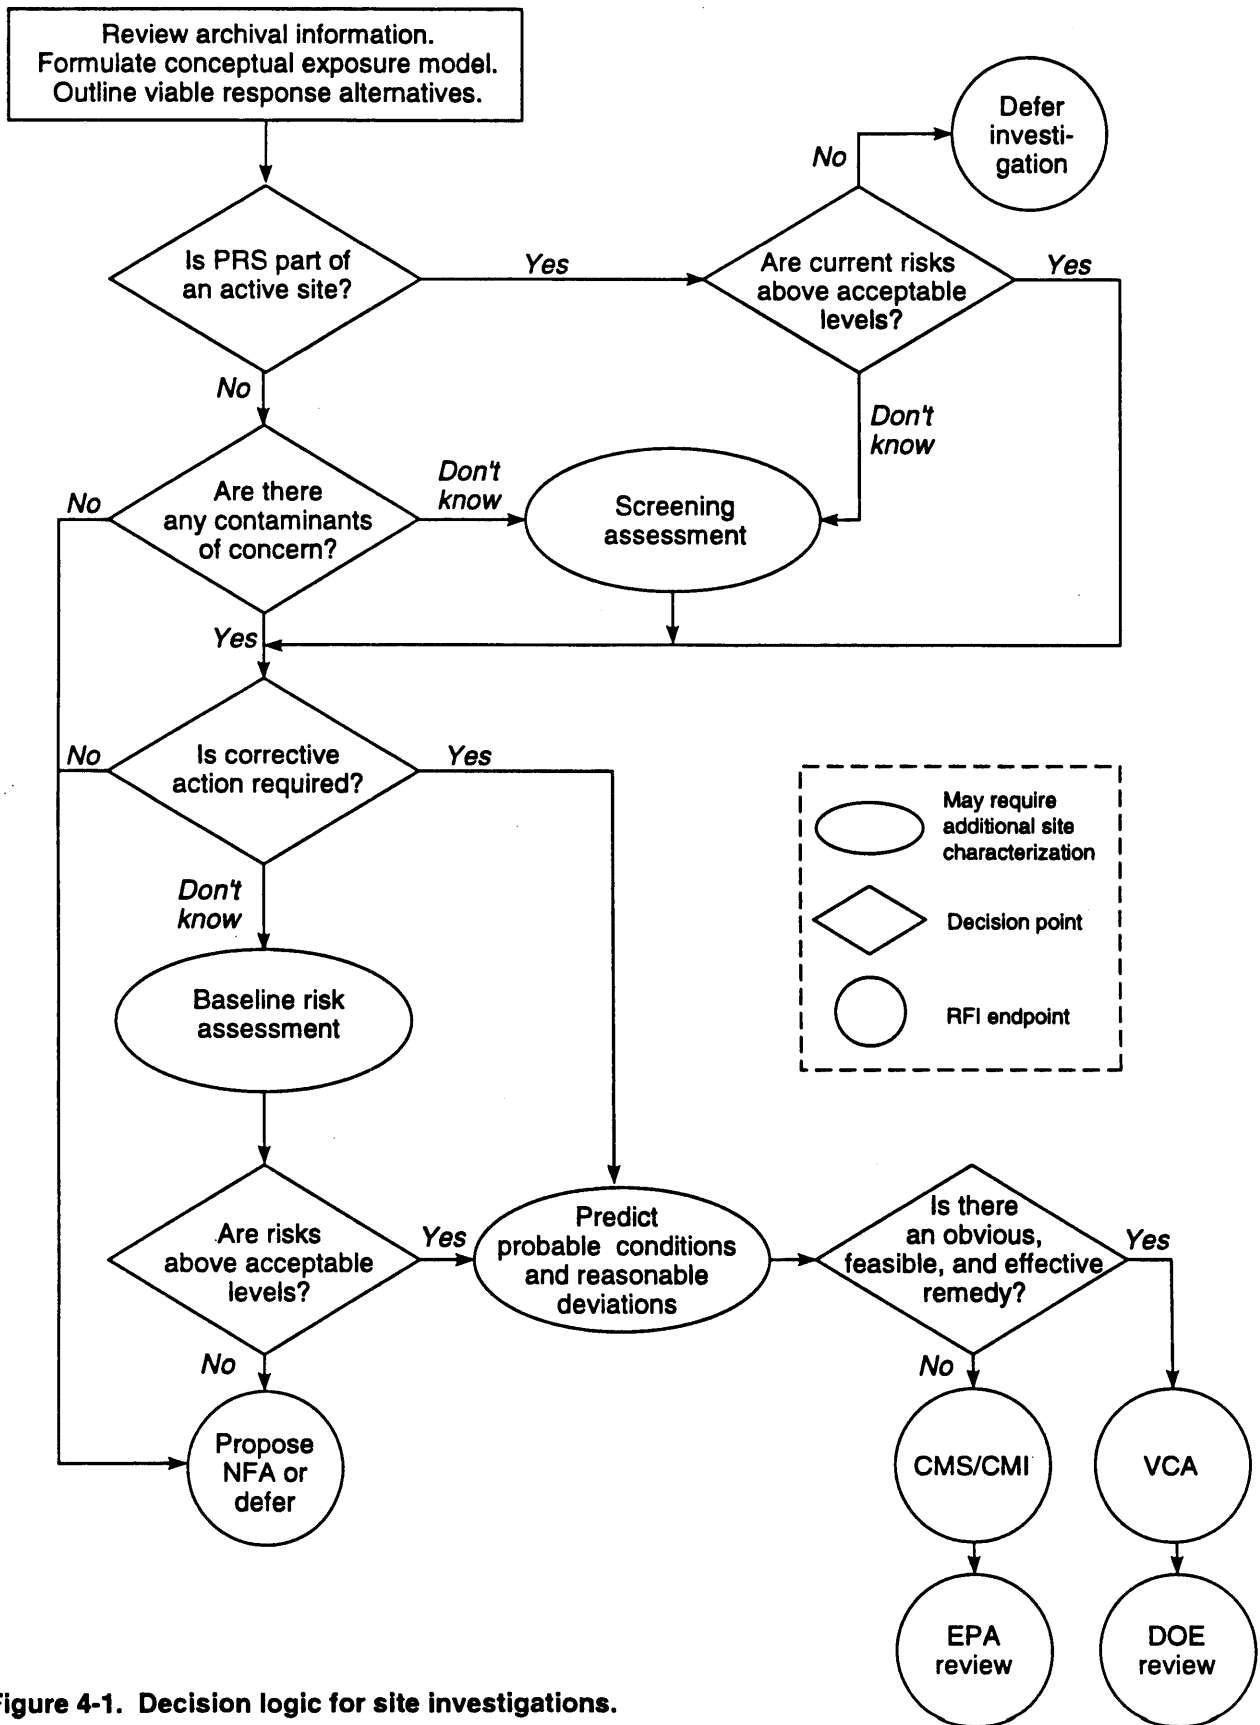 Review archival information.
Formulate conceptual exposure model.
Outline viable response alternatives.
Defer
investi-
gation
No
Is PRS part of
an active site?
Yes
Are current risks
above acceptable
levels?
Yes
No
Don't
know
Are there
any contaminants
of concern?
No
Don't
know
Screening
assessment
Yes
Is corrective
action required?
No
Yes
May require
additional site
characterization
Decision point
RFI endpoint
Don't
know
Baseline risk
assessment
Are risks
above acceptable
levels?
Yes
Predict
probable conditions
and reasonable
deviations
Is there
an obvious,
feasible, and effective
remedy?
Yes
No
No
Propose
NFA or
defer
CMS/CMI
VCA
EPA
review
DOE
review
igure 4-1. Decision logic for site investigations.